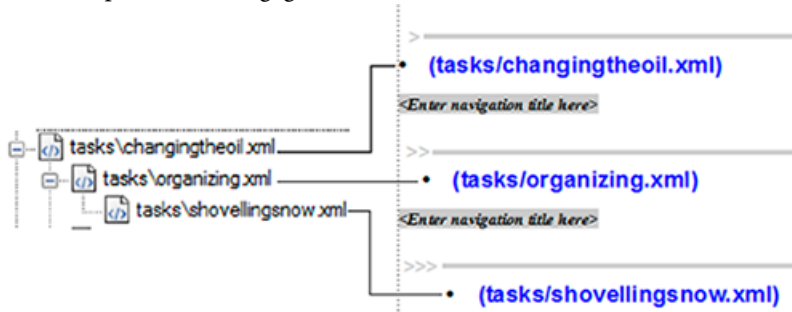 >
• (tasks/changingtheoil.xml)
<Enter navigation title here>
tasks\changingtheoil.xml
>>
tasks\organizing.xml
• (tasks/organizing.xml)
tasks\shovellingsnow.xml
<Enter navigation title here>
>>>
• (tasks/shovellingsnow.xml)